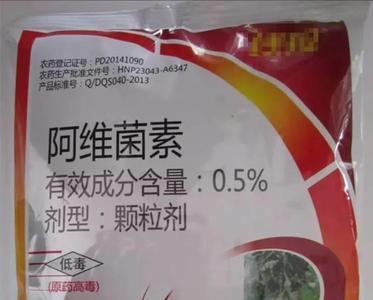 农药登记证号：PD20141090
农药生产批准文件号：HNP23043-A6347
产品标准号：Q/DQS040-2013
阿维菌素
有效成分含量：0.5%
剂型：颗粒剂
低毒
(原药高毒)